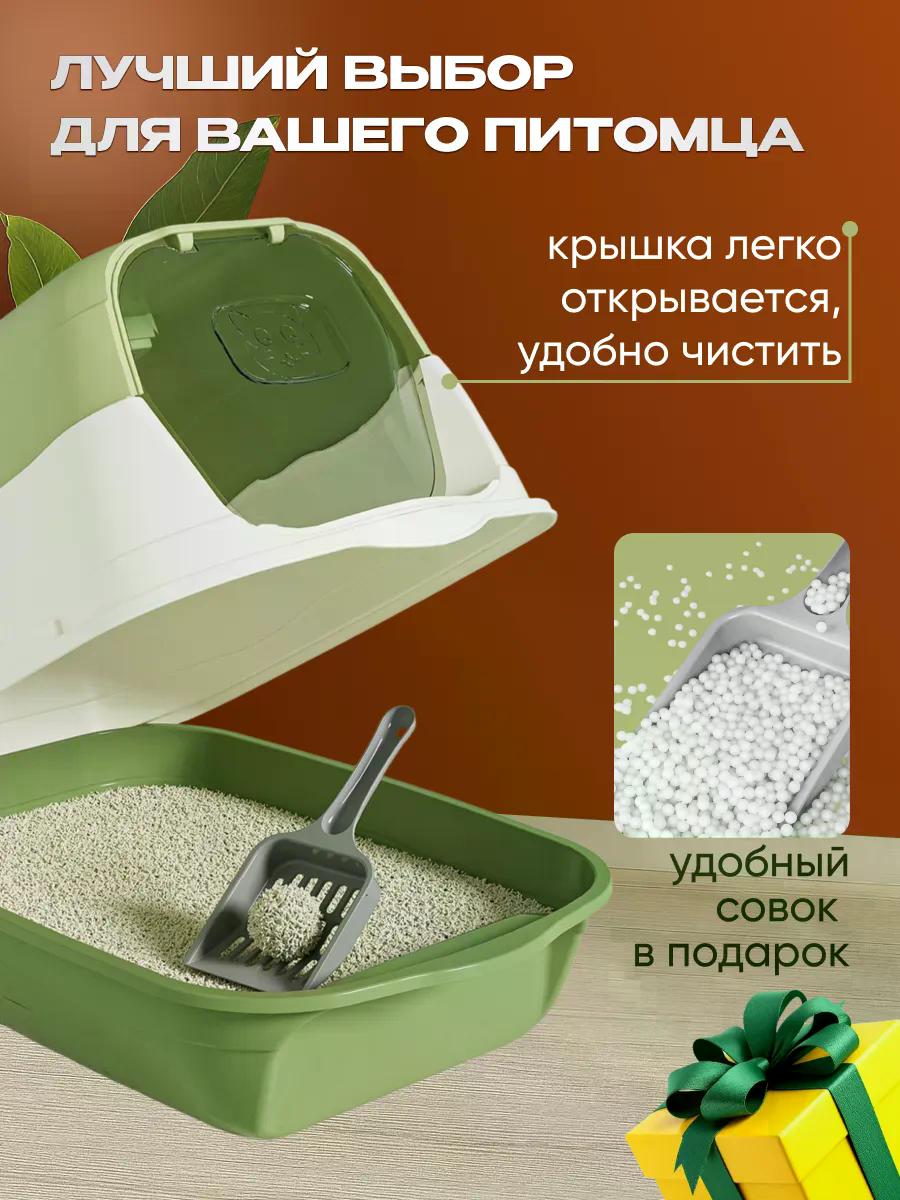 ЛУЧШИЙ ВЫБОР
ДЛЯ ВАШЕГО ПИТОМЦА
крышка легко
открывается,
удобно чистить
удобный
совок
в подарок